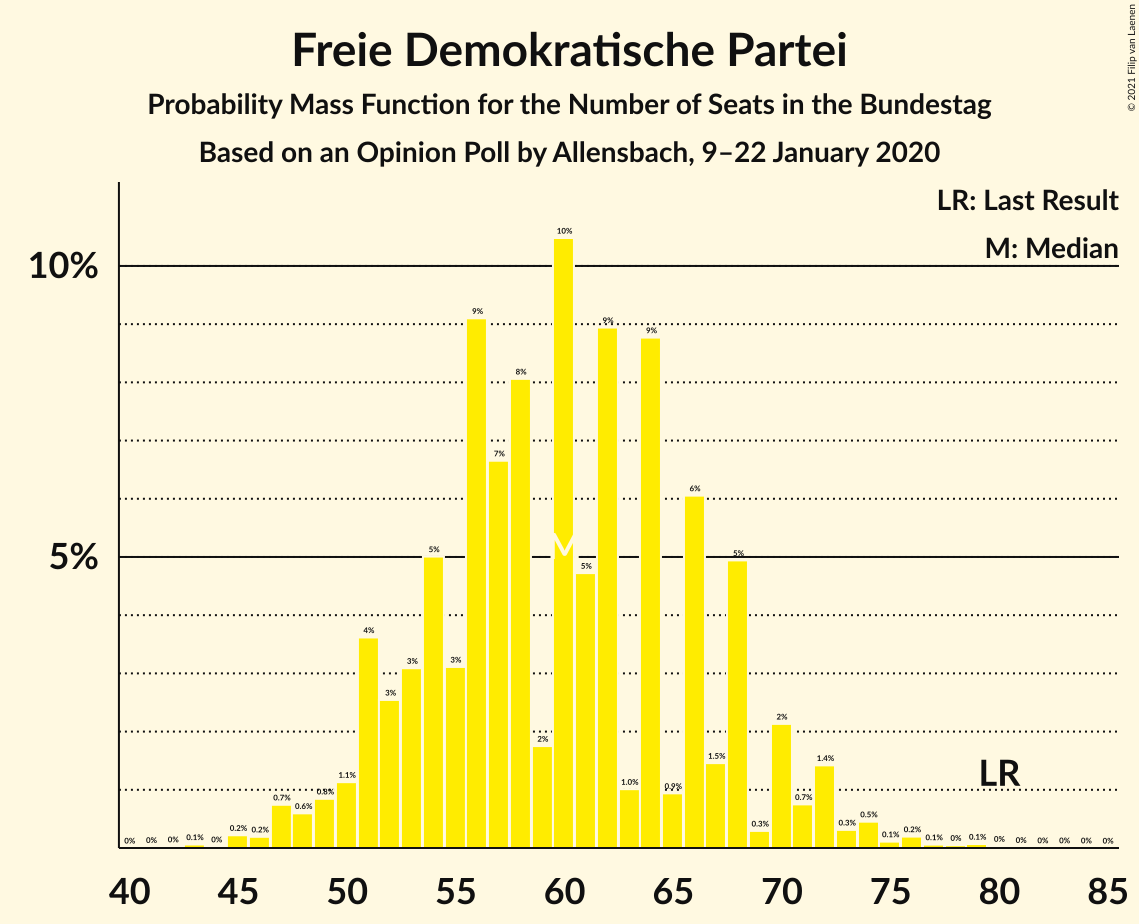 Freie Demokratische Partei
Probability Mass Function for the Number of Seats in the Bundestag
Based on an Opinion Poll by Allensbach, 9–22 January 2020
© 2021 Filip van Laenen
LR: Last Result
M: Median
10%
5%
0% 0% 0% 0.1% 0% 0.2% 0.2% 0.7% 0.6% 0.8% 1.1% 4% 3% 3% 5% 3% 9% 7% 8% 2% 10% 5% 9% 1.0% 9% 0.9% 6% 1.5% 5% 0.3% 2% 0.7% 1.4% 0.3% 0.5% 0.1% 0.2% 0.1% 0% 0.1% 0% 0% 0% 0% 0% 0%
M
LR
40 45 50 55 60 65 70 75 80 85